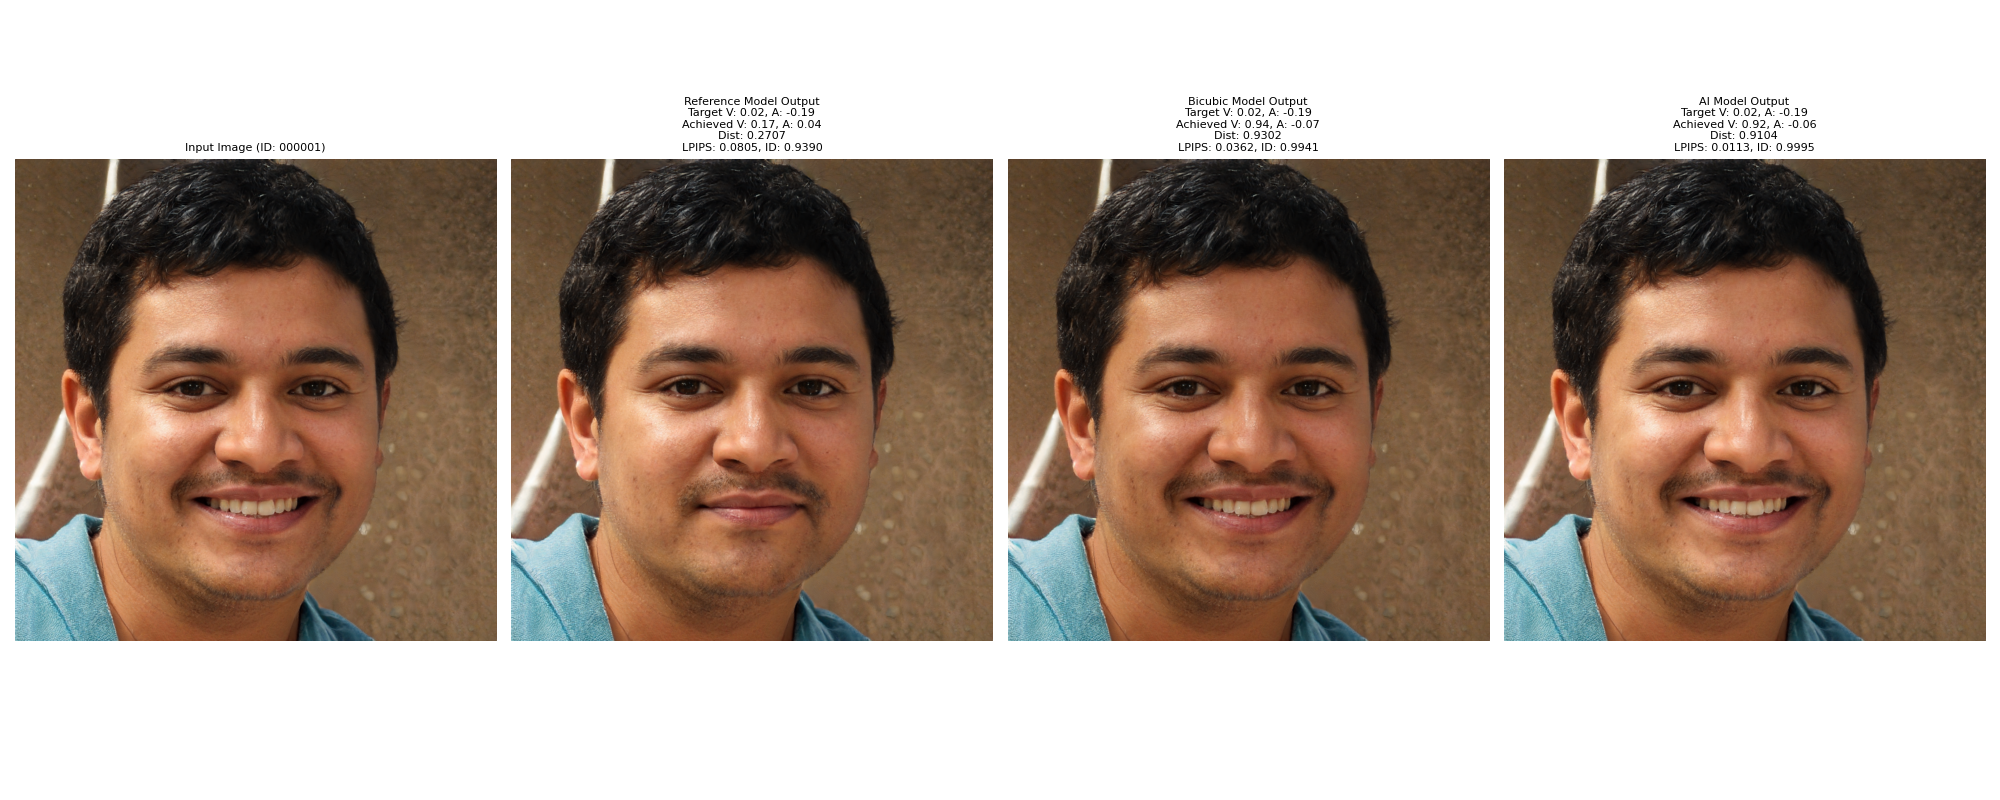 Input Image (ID: 000001)
Reference Model Output
Target V: 0.02, A: -0.19
Achieved V: 0.17, A: 0.04
Dist: 0.2707
LPIPS: 0.0805, ID: 0.9390
Bicubic Model Output
Target V: 0.02, A: -0.19
Achieved V: 0.94, A: -0.07
Dist: 0.9302
LPIPS: 0.0362, ID: 0.9941
AI Model Output
Target V: 0.02, A: -0.19
Achieved V: 0.92, A: -0.06
Dist: 0.9104
LPIPS: 0.0113, ID: 0.9995